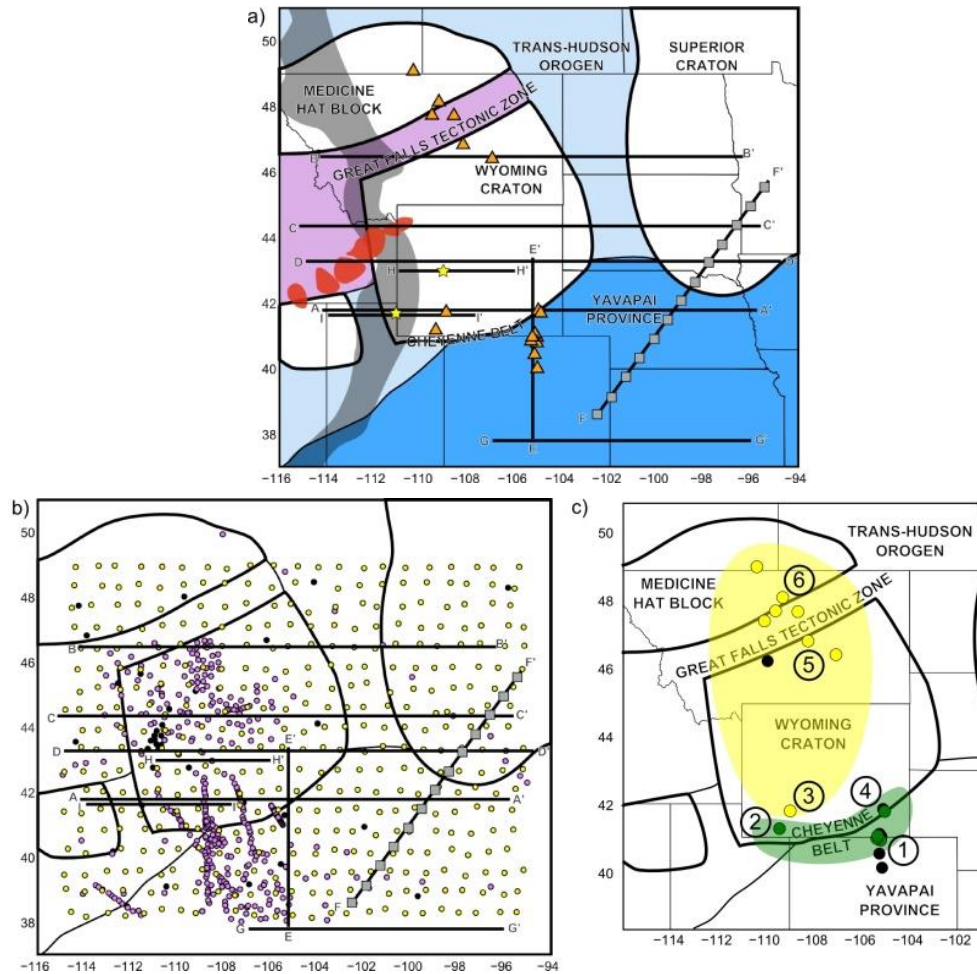 a)
50
48
46
44
42
40
38
TRANS-HUDSON
OROGEN
SUPERIOR
CRATON
MEDICINE
HAT BLOCK
GREAT FALLS TECTONIC ZONE
B'
WYOMING
CRATON
F'
C
C'
E'
D
H
H'
A
A'
I
I'
YAVAPAI
PROVINCE
CHEYENNE BELT
F
G
G'
E
−116
−114
−112
−110
−108
−106
−104
−102
−100
−98
−96
−94
b)
50
48
46
44
42
40
38
B
B'
F'
C
C'
E'
D
D'
H
H'
A
A'
I
F
G
G'
E
−116
−114
−112
−110
−108
−106
−104
−102
−100
−98
−96
−94
c)
50
48
46
44
42
40
TRANS-HUDSON
OROGEN
MEDICINE
HAT BLOCK
6
GREAT FALLS TECTONIC ZONE
5
WYOMING
CRATON
3
4
2
CHEYENNE
BELT
1
YAVAPAI
PROVINCE
−114
−112
−110
−108
−106
−104
−102